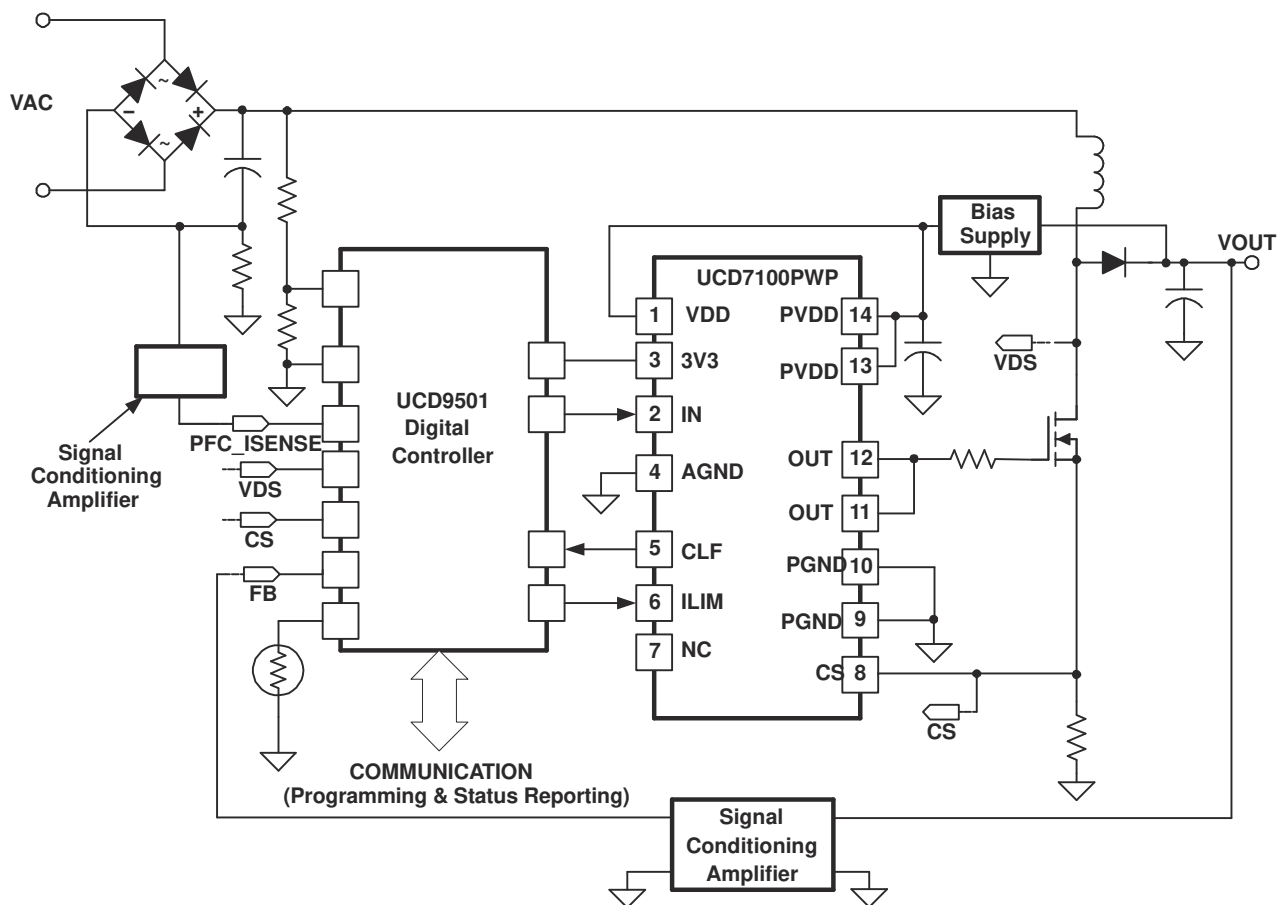 VAC
~
~
−
+
Bias
Supply
VOUT
UCD7100PWP
1
VDD
3
3V3
2
IN
4
AGND
5
CLF
6
ILIM
7
NC
PVDD
14
PVDD
13
OUT
12
OUT
11
PGND
10
PGND
9
CS
8
VDS
CS
UCD9501
Digital
Controller
Signal
Conditioning
Amplifier
PFC_ISENSE
VDS
CS
FB
COMMUNICATION
(Programming & Status Reporting)
Signal
Conditioning
Amplifier